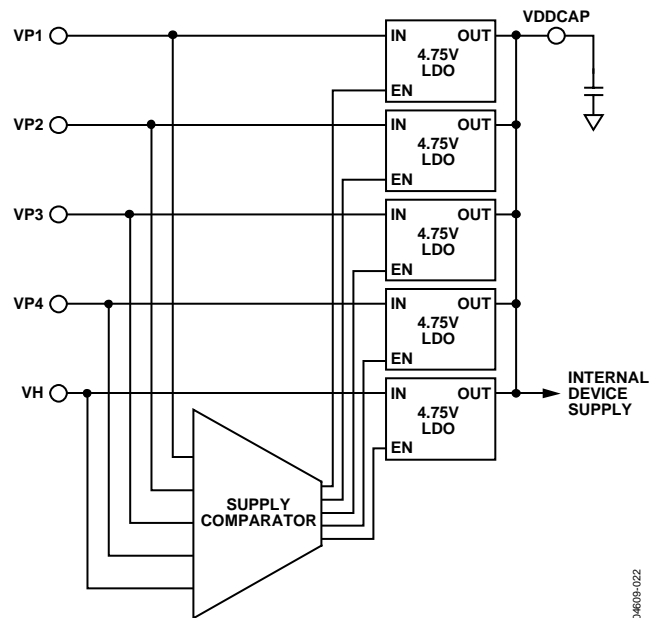 VDDCAP
VP1
IN OUT
4.75V
LDO
EN
VP2
IN OUT
4.75V
LDO
EN
VP3
IN OUT
4.75V
LDO
EN
VP4
IN OUT
4.75V
LDO
EN
VH
IN OUT
4.75V
LDO
EN
INTERNAL
DEVICE
SUPPLY
SUPPLY
COMPARATOR
04609-022